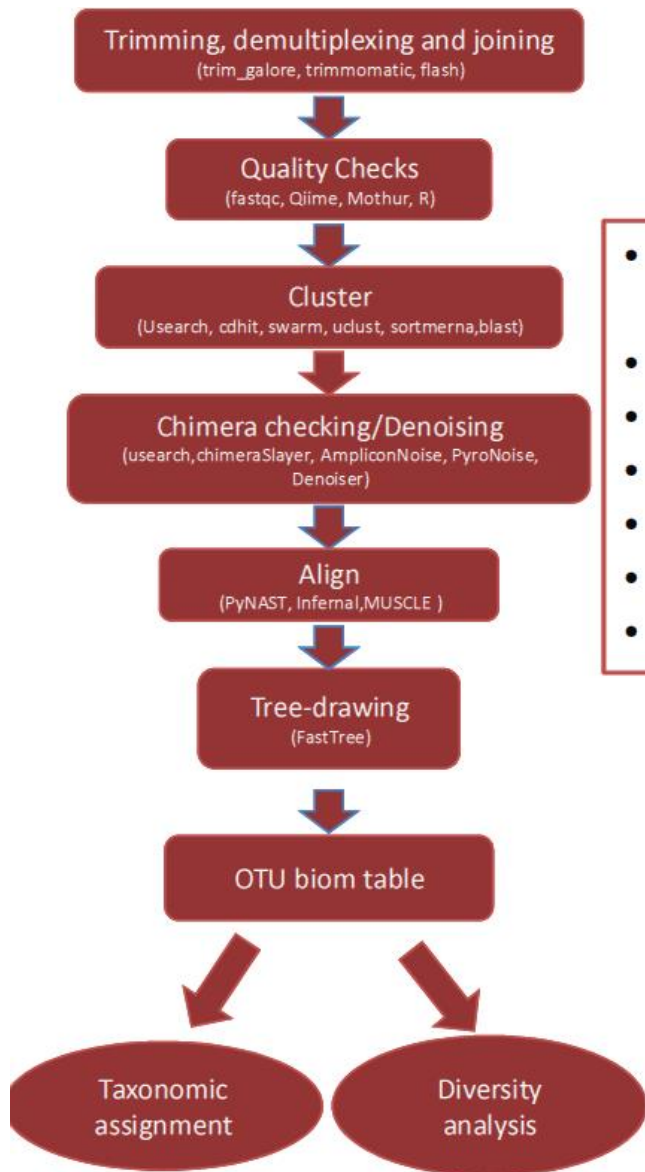 Trimming, demultiplexing and joining
(trim_galore, trimmomatic, flash)
Quality Checks
(fastqc, Qiime, Mothur, R)
Cluster
(Usearch, cdhit, swarm, uclust, sortmerna,blast)
Chimera checking/Denoising
(usearch,chimeraSlayer, AmpliconNoise, PyroNoise,
Denoiser)
Align
(PyNAST, Infernal,MUSCLE )
Tree-drawing
(FastTree)
OTU biom table
Taxonomic
assignment
Diversity
analysis